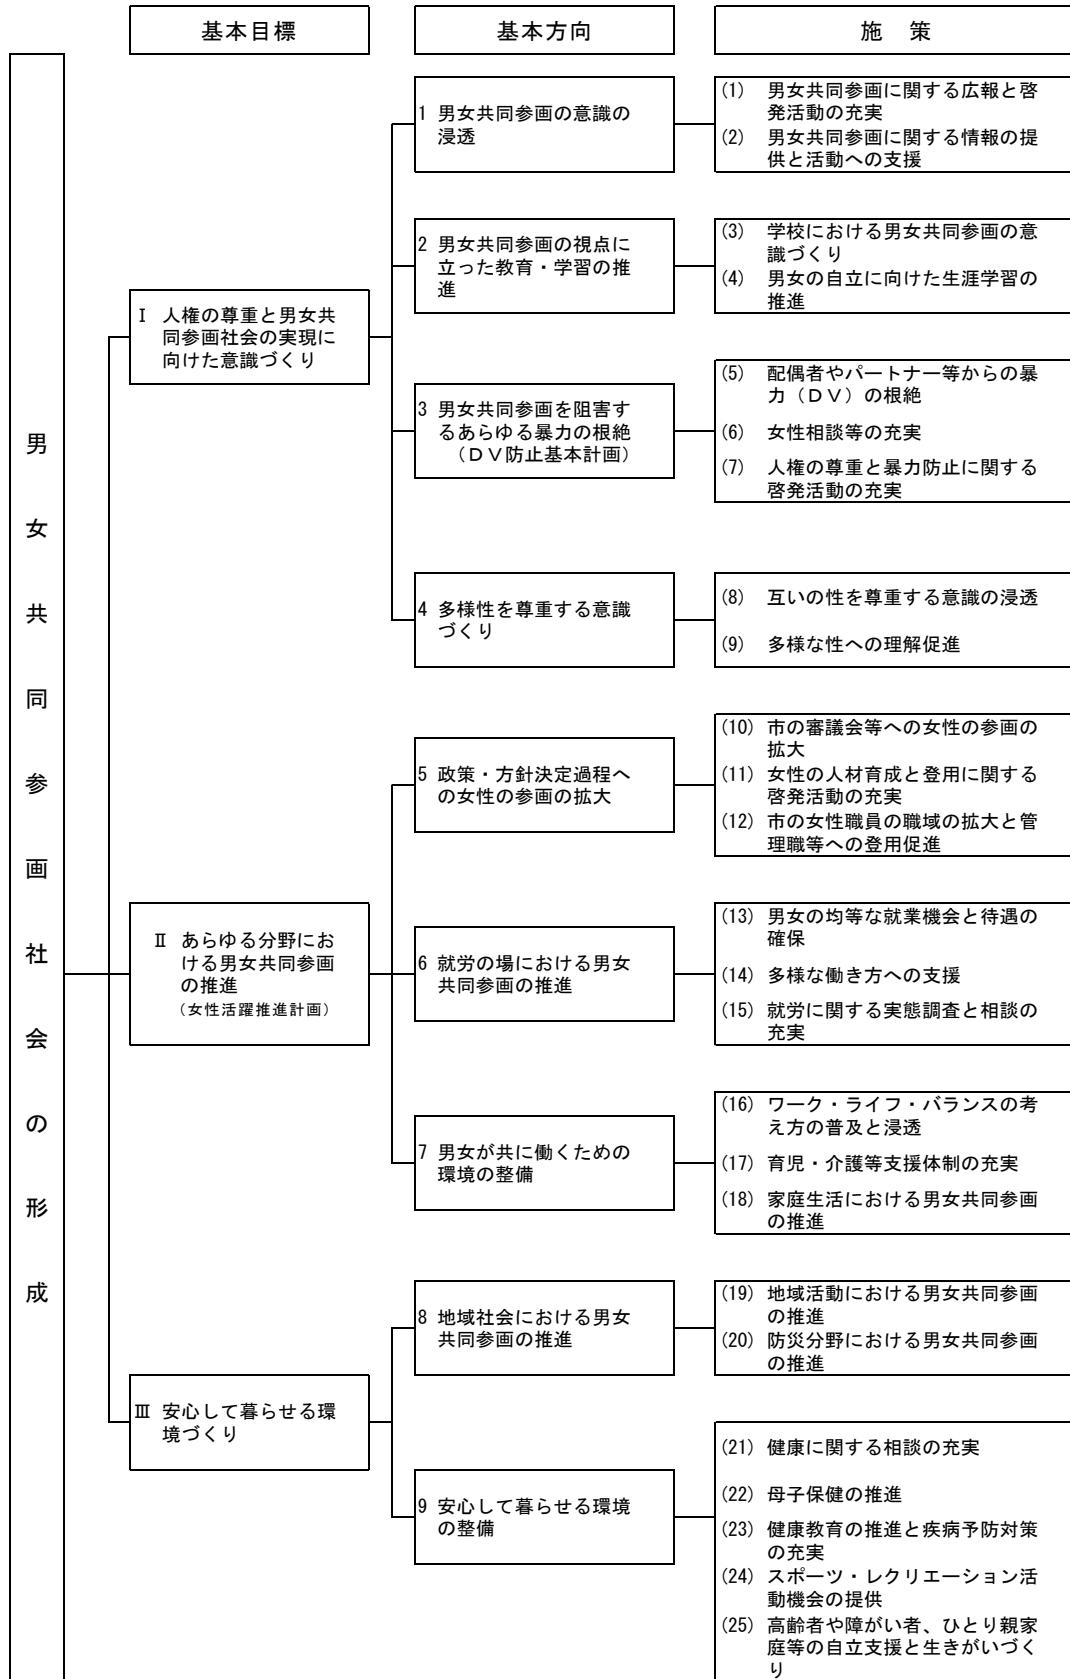 基本目標
基本方向
施　策
男女共同参画社会の形成
Ⅰ 人権の尊重と男女共
同参画社会の実現に
向けた意識づくり
1 男女共同参画の意識の
浸透
(1) 男女共同参画に関する広報と啓
発活動の充実
(2) 男女共同参画に関する情報の提
供と活動への支援
2 男女共同参画の視点に
立った教育・学習の推
進
(3) 学校における男女共同参画の意
識づくり
(4) 男女の自立に向けた生涯学習の
推進
3 男女共同参画を阻害す
るあらゆる暴力の根絶
（ＤＶ防止基本計画）
(5) 配偶者やパートナー等からの暴
力（ＤＶ）の根絶
(6) 女性相談等の充実
(7) 人権の尊重と暴力防止に関する
啓発活動の充実
4 多様性を尊重する意識
づくり
(8) 互いの性を尊重する意識の浸透
(9) 多様な性への理解促進
Ⅱ あらゆる分野にお
ける男女共同参画
の推進
（女性活躍推進計画）
5 政策・方針決定過程へ
の女性の参画の拡大
(10) 市の審議会等への女性の参画の
拡大
(11) 女性の人材育成と登用に関する
啓発活動の充実
(12) 市の女性職員の職域の拡大と管
理職等への登用促進
6 就労の場における男女
共同参画の推進
(13) 男女の均等な就業機会と待遇の
確保
(14) 多様な働き方への支援
(15) 就労に関する実態調査と相談の
充実
7 男女が共に働くための
環境の整備
(16) ワーク・ライフ・バランスの考
え方の普及と浸透
(17) 育児・介護等支援体制の充実
(18) 家庭生活における男女共同参画
の推進
Ⅲ 安心して暮らせる環
境づくり
8 地域社会における男女
共同参画の推進
(19) 地域活動における男女共同参画
の推進
(20) 防災分野における男女共同参画
の推進
9 安心して暮らせる環境
の整備
(21) 健康に関する相談の充実
(22) 母子保健の推進
(23) 健康教育の推進と疾病予防対策
の充実
(24) スポーツ・レクリエーション活
動機会の提供
(25) 高齢者や障がい者、ひとり親家
庭等の自立支援と生きがいづく
り